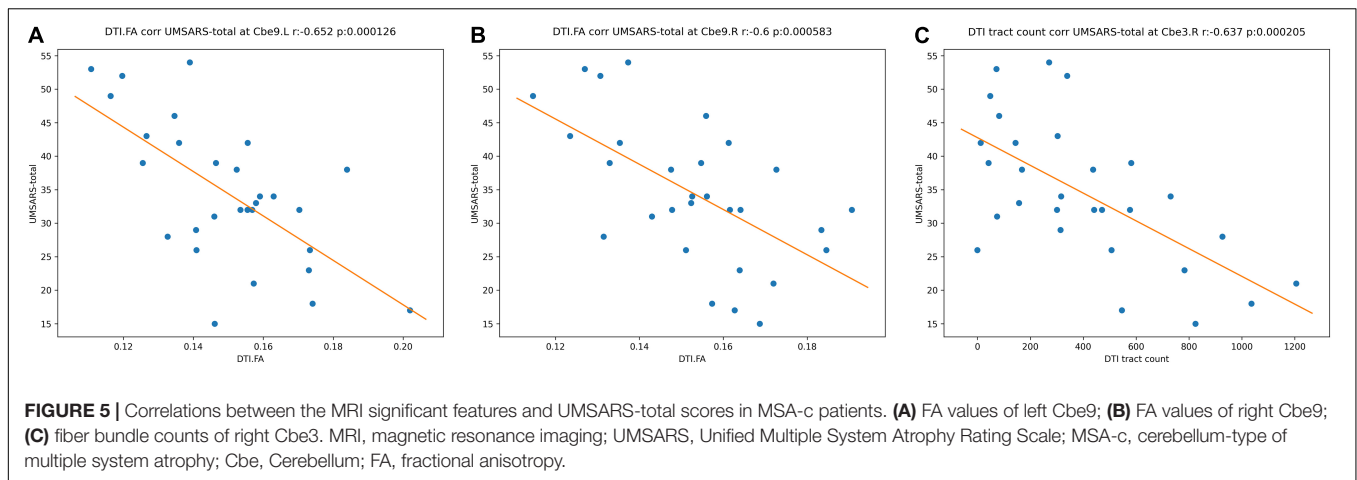 A
DTI.FA corr UMSARS-total at Cbe9.L r:-0.652 p:0.000126
55
50
45
40
35
30
25
20
15
UMSARS-total
0.12 0.14 0.16 0.18 0.20
DTI.FA
B
DTI.FA corr UMSARS-total at Cbe9.R r:-0.6 p:0.000583
55
50
45
40
35
30
25
20
15
UMSARS-total
0.12 0.14 0.16 0.18
DTI.FA
C
DTI tract count corr UMSARS-total at Cbe3.R r:-0.637 p:0.000205
55
50
45
40
35
30
25
20
15
UMSARS-total
0 200 400 600 800 1000 1200
DTI tract count
FIGURE 5 | Correlations between the MRI significant features and UMSARS-total scores in MSA-c patients. (A) FA values of left Cbe9; (B) FA values of right Cbe9;
(C) fiber bundle counts of right Cbe3. MRI, magnetic resonance imaging; UMSARS, Unified Multiple System Atrophy Rating Scale; MSA-c, cerebellum-type of
multiple system atrophy; Cbe, Cerebellum; FA, fractional anisotropy.